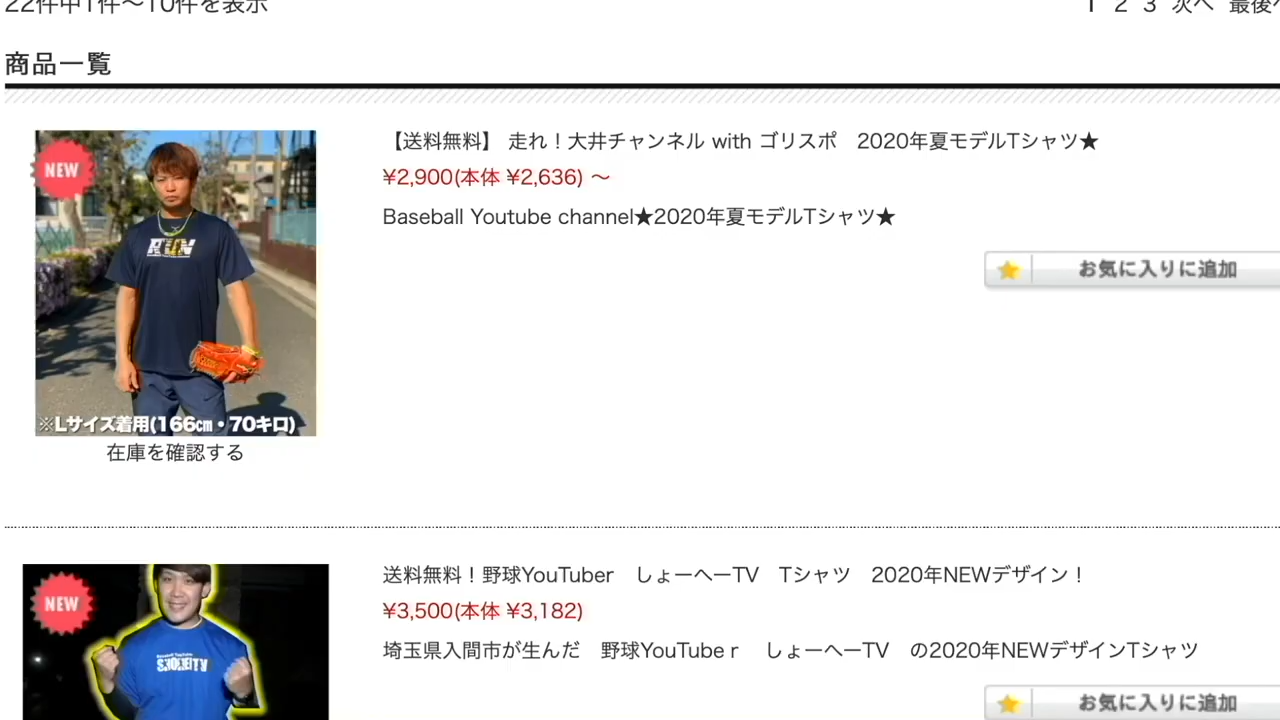 22件中1件〜10件を表示
1 2 3 次へ 最後へ
商品一覧
NEW
【送料無料】 走れ！大井チャンネル with ゴリスポ　2020年夏モデルTシャツ★
¥2,900(本体 ¥2,636) 〜
Baseball Youtube channel★2020年夏モデルTシャツ★
お気に入りに追加
RUN
※Lサイズ着用(166㎝・70キロ)
在庫を確認する
NEW
送料無料！野球YouTuber　しょーへーTV　Tシャツ　2020年NEWデザイン！
¥3,500(本体 ¥3,182)
埼玉県入間市が生んだ　野球YouTubeｒ　しょーへーTV　の2020年NEWデザインTシャツ
SHOHEITV
お気に入りに追加